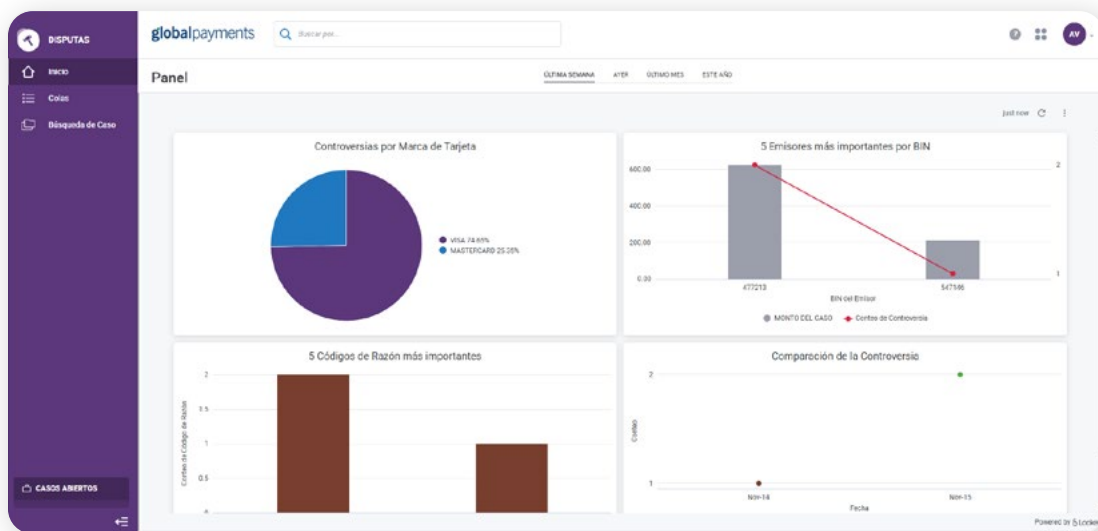 DISPUTAS
Inicio
Colas
Búsqueda de Caso
CASOS ABIERTOS
globalpayments
Buscar por...
AV
Panel
ÚLTIMA SEMANA AYER ÚLTIMO MES ESTE AÑO
just now
Controversias por Marca de Tarjeta
VISA 74.65%
MASTERCARD 25.35%
5 Emisores más importantes por BIN
600.00
400.00
200.00
0.00
2
1
477213
547146
BIN del Emisor
MONTO DEL CASO Conteo de Controversia
5 Códigos de Razón más importantes
Conteo de Código de Razón
2
1.5
1
0.5
0
Comparación de la Controversia
Conteo
2
1
Nov-14
Nov-15
Fecha
Powered by Looker